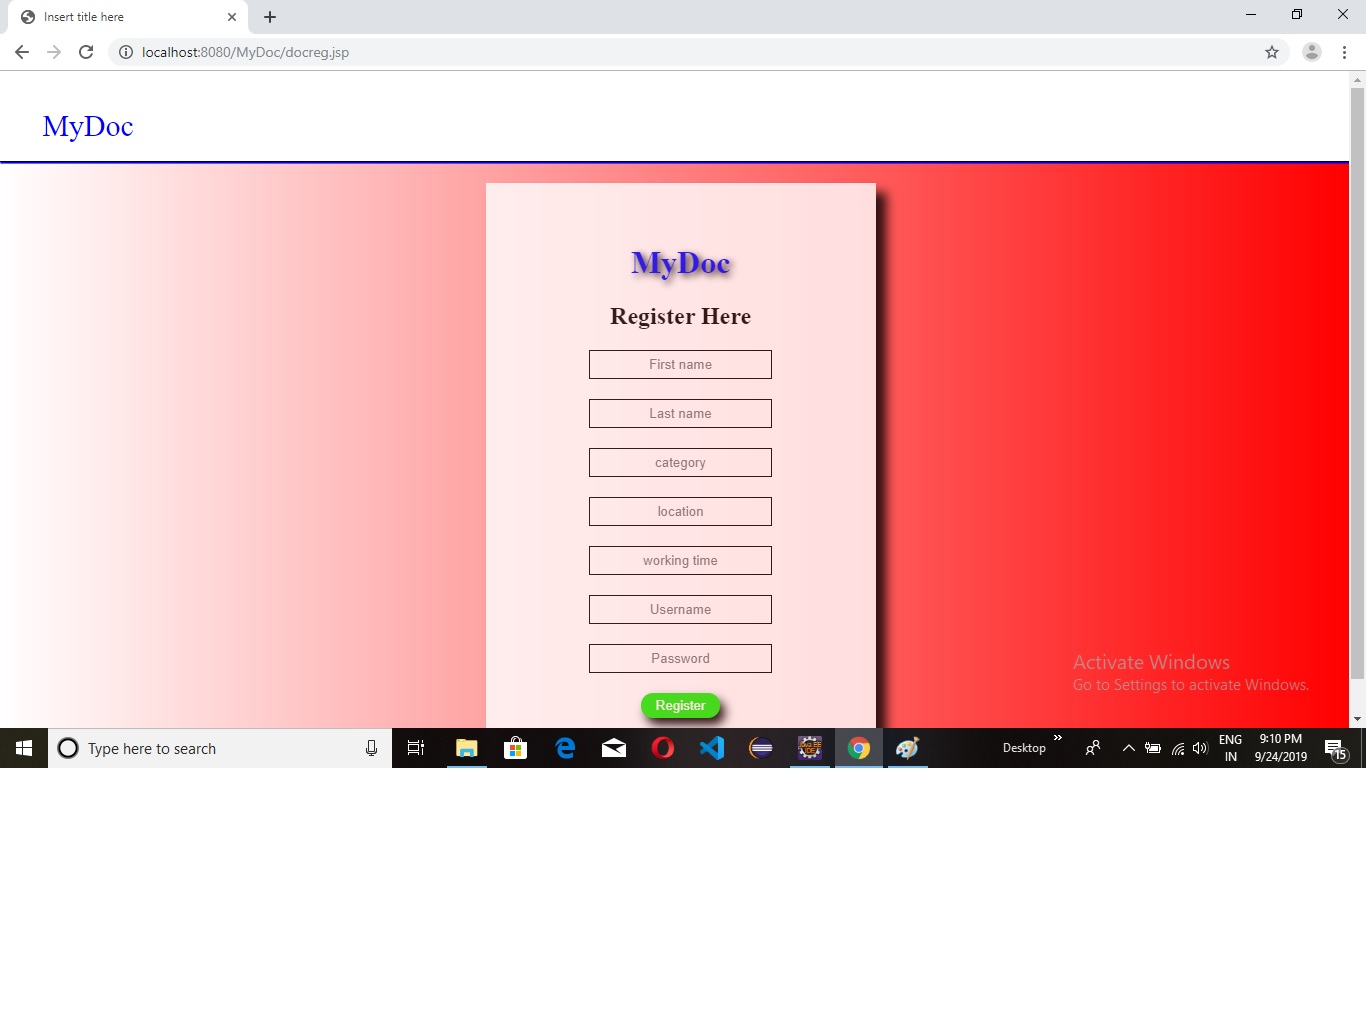 Insert title here
localhost:8080/MyDoc/docreg.jsp
MyDoc
MyDoc
Register Here
First name
Last name
category
location
working time
Username
Password
Register
Activate Windows
Go to Settings to activate Windows.
Type here to search
Desktop
ENG
IN
9:10 PM
9/24/2019
15